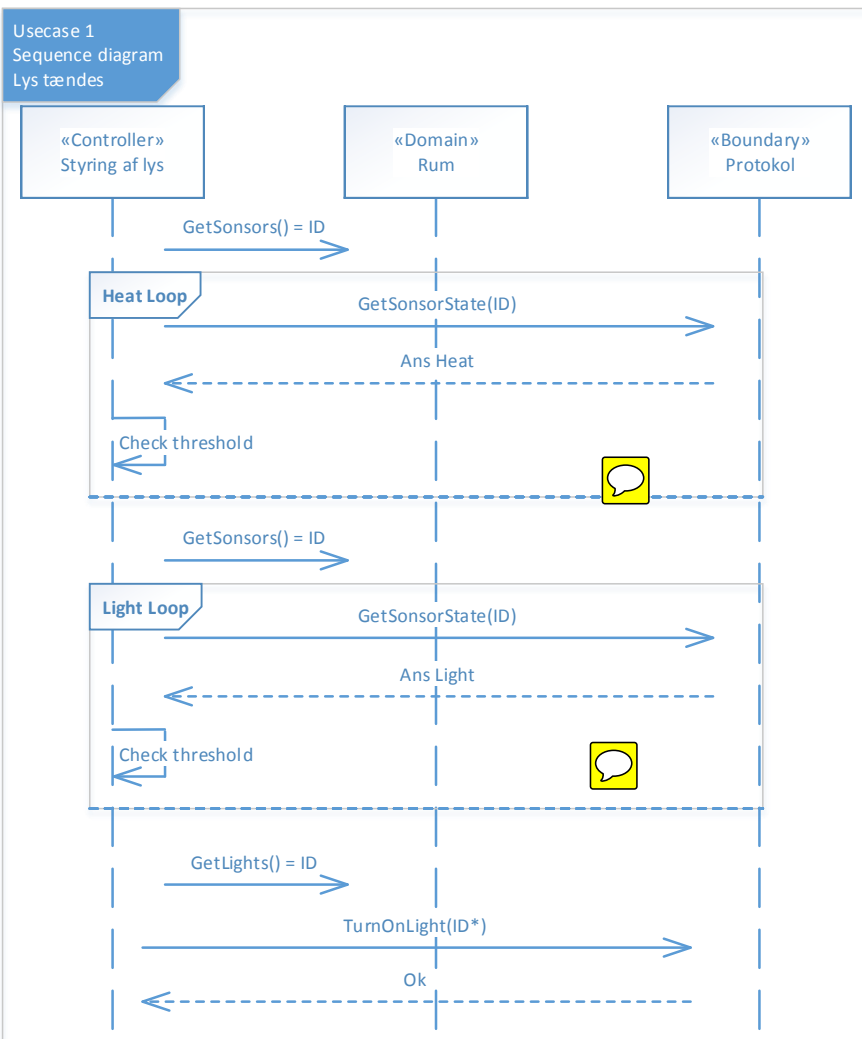 Usecase 1
Sequence diagram
Lys tændes
«Controller»
Styring af lys
«Domain»
Rum
«Boundary»
Protokol
GetSonsors() = ID
Heat Loop
GetSonsorState(ID)
Ans Heat
Check threshold
GetSonsors() = ID
Light Loop
GetSonsorState(ID)
Ans Light
Check threshold
GetLights() = ID
TurnOnLight(ID*)
Ok